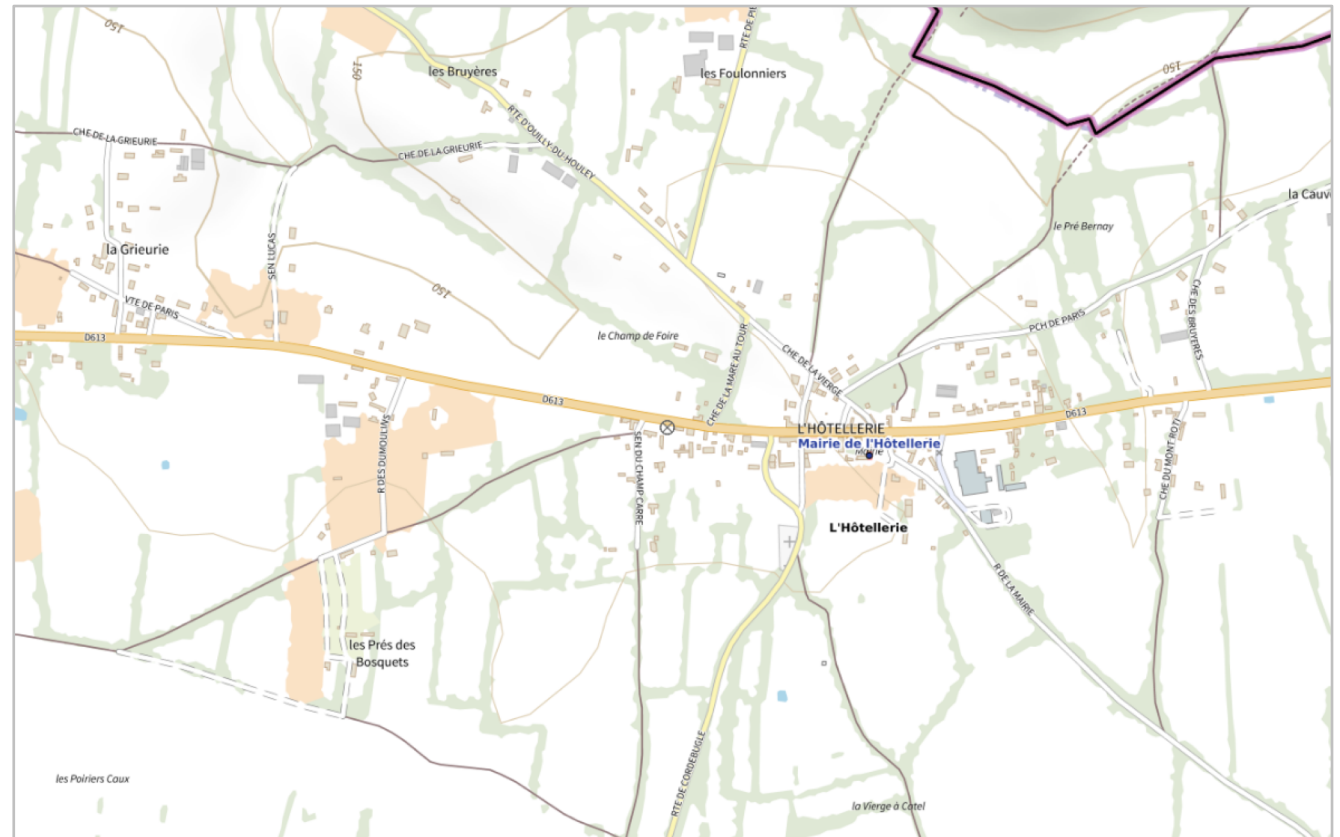 150
les Bruyères
150
les Foulonniers
RTE DE PIE
150
CHE DE LA GRIEURIE
CHE DE LA GRIEURIE
RTE D'OUILLY-DU-HOULEY
la Cauv
le Pré Bernay
la Grieurie
SEN LUCAS
150
VTE DE PARIS
D613
le Champ de Foire
CHE DE LA MARE AU TOUR
CHE DE LA VIERGE
PCH DE PARIS
CHE DES BRUYERES
D613
D613
L'HÔTELLERIE
Mairie de l'Hôtellerie
Mairie
R DES DUMOULINS
SEN DU CHAMP CARRE
CHE DU MONT ROTI
L'Hôtellerie
R DE LA MAIRIE
les Prés des
Bosquets
RTE DE CORDEBUGLE
les Poiriers Caux
la Vierge à Catel